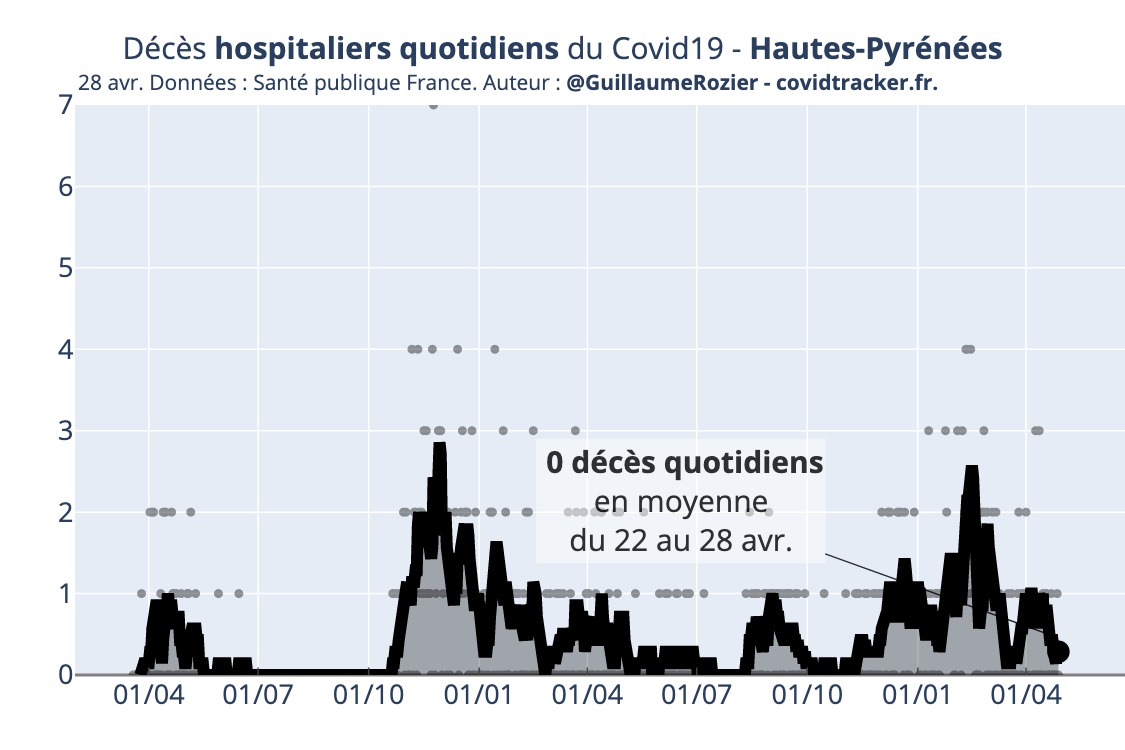 Décès hospitaliers quotidiens du Covid19 - Hautes-Pyrénées
28 avr. Données : Santé publique France. Auteur : @GuillaumeRozier - covidtracker.fr.
7
6
5
4
3
2
1
0
0 décès quotidiens
en moyenne
du 22 au 28 avr.
01/04 01/07 01/10 01/01 01/04 01/07 01/10 01/01 01/04